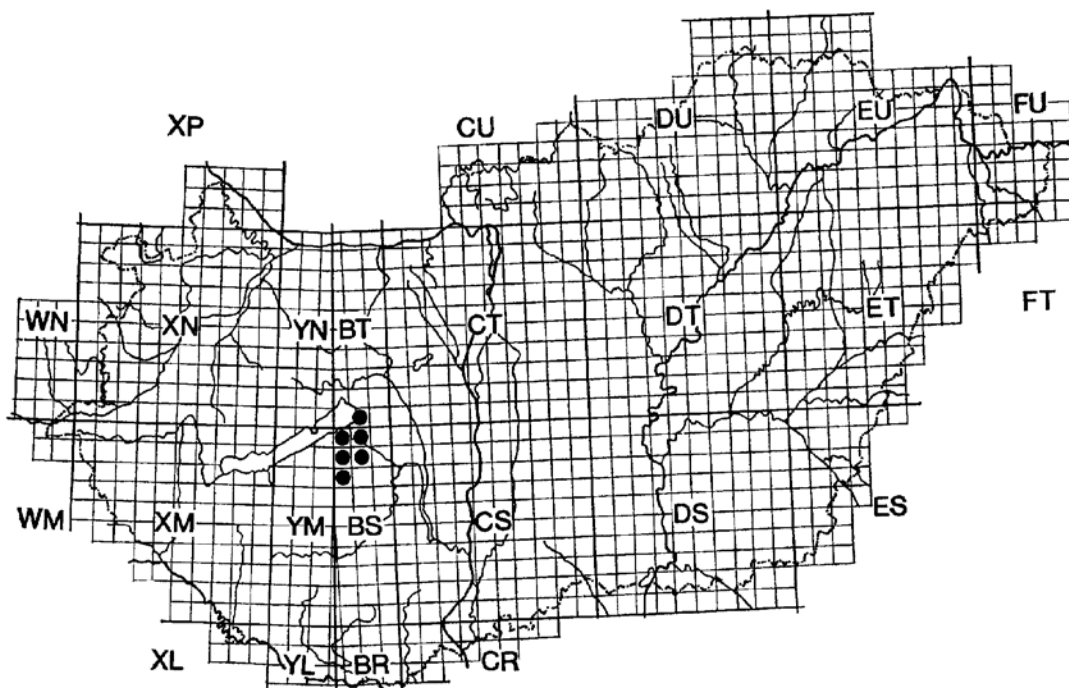 XP CU DU EU FU
WN XN YN BT CT DT ET FT
WM XM YM BS CS DS ES
XL YL BR CR